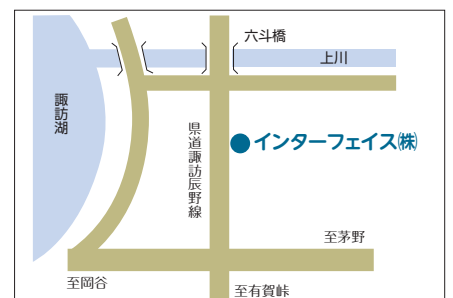 六斗橋
上川
諏訪湖
県道諏訪辰野線
インターフェイス㈱
至茅野
至岡谷
至有賀峠